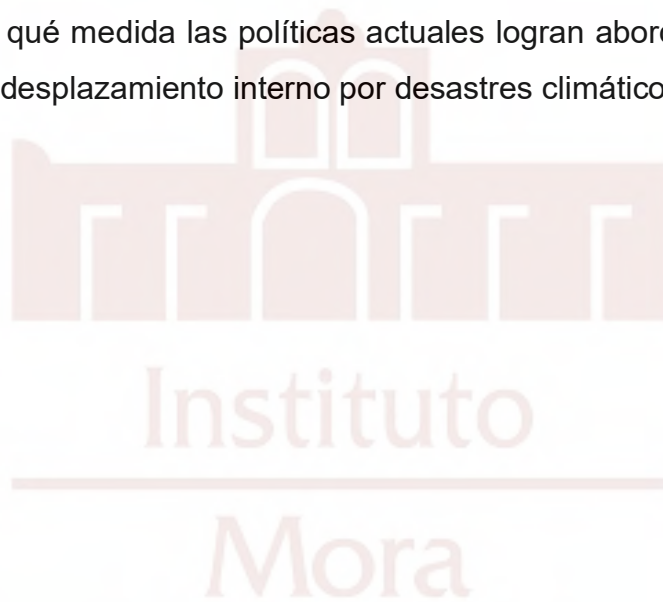 qué medida las políticas actuales logran abor
desplazamiento interno por desastres climático
Instituto
Mora